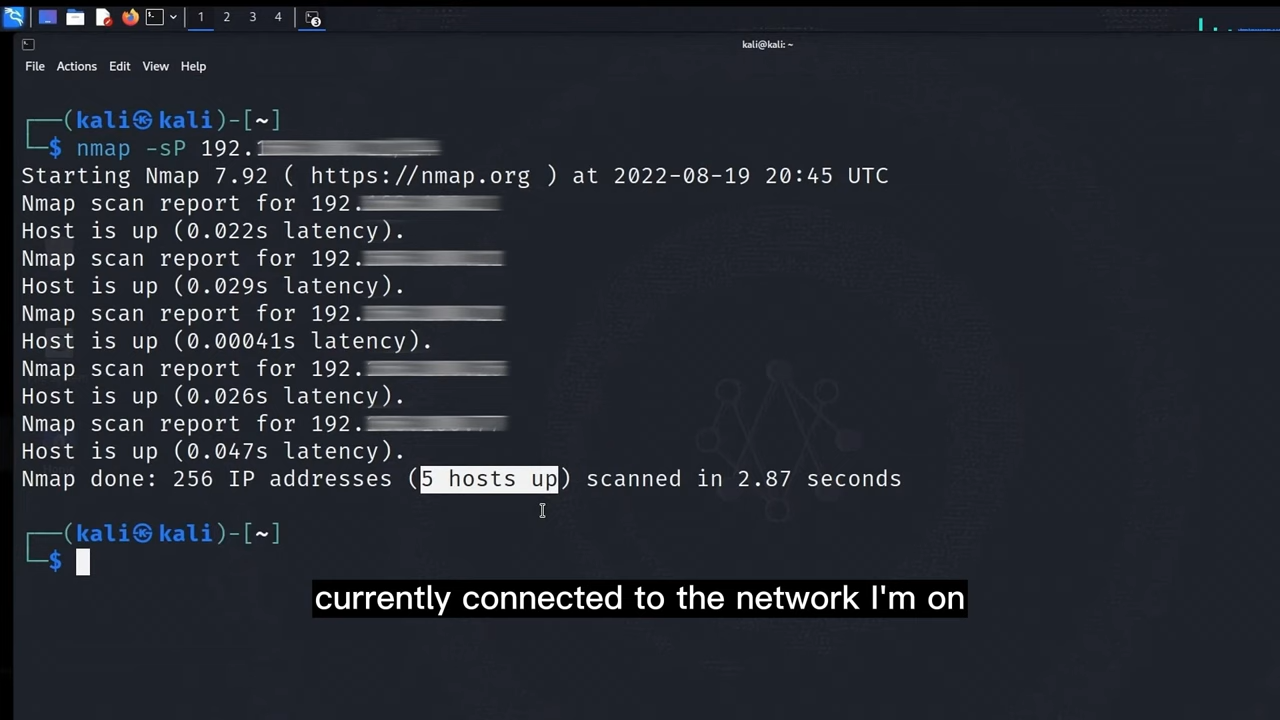 1 2 3 4
kali@kali: ~
File Actions Edit View Help
(kali㉿kali)-[~]
$ nmap -sP 192.
Starting Nmap 7.92 ( https://nmap.org ) at 2022-08-19 20:45 UTC
Nmap scan report for 192.
Host is up (0.022s latency).
Nmap scan report for 192.
Host is up (0.029s latency).
Nmap scan report for 192.
Host is up (0.00041s latency).
Nmap scan report for 192.
Host is up (0.026s latency).
Nmap scan report for 192.
Host is up (0.047s latency).
Nmap done: 256 IP addresses (5 hosts up) scanned in 2.87 seconds
(kali㉿kali)-[~]
$
currently connected to the network I'm on